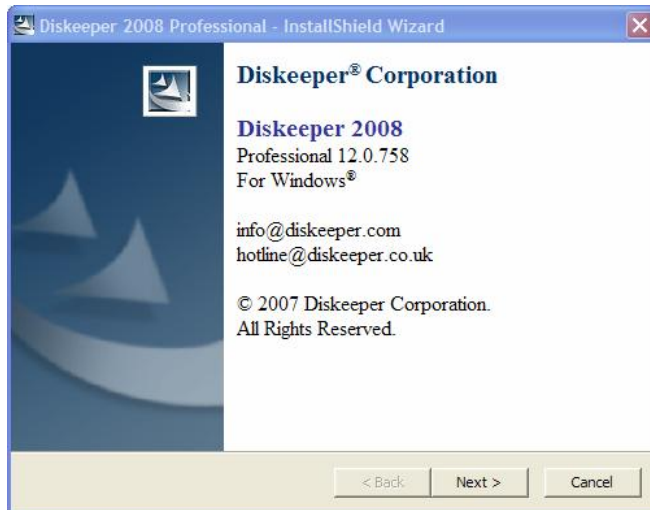 Diskeeper 2008 Professional - InstallShield Wizard
Diskeeper® Corporation
Diskeeper 2008
Professional 12.0.758
For Windows®
info@diskeeper.com
hotline@diskeeper.co.uk
© 2007 Diskeeper Corporation.
All Rights Reserved.
< Back
Next >
Cancel